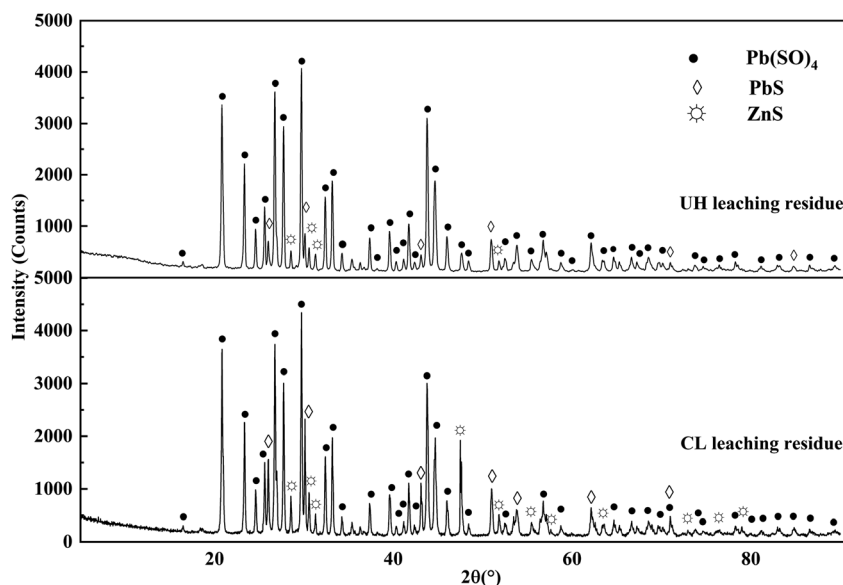 5000
4000
3000
2000
1000
5000
4000
3000
2000
1000
0
Intensity (Counts)
Pb(SO)₄
PbS
ZnS
UH leaching residue
CL leaching residue
20
40
60
80
2θ(°)